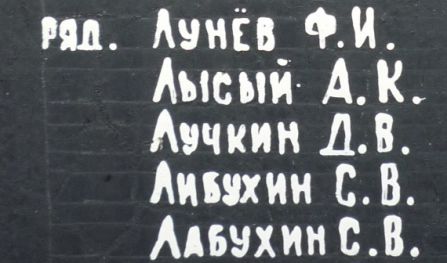 ряд. Лунёв Ф.И.
Лысый А.К.
Лучкин Д.В.
Либухин С.В.
Лабухин С.В.